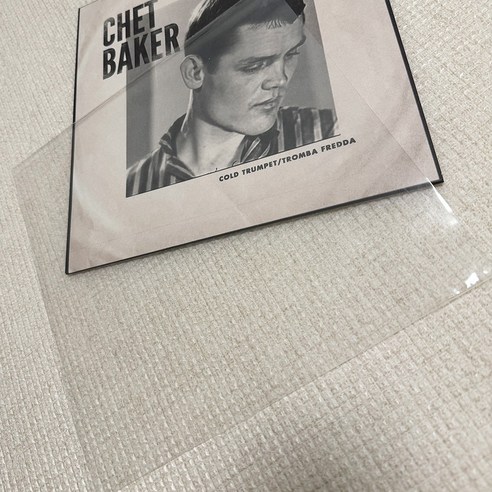 CHET
BAKER
COLD TRUMPET/TROMBA FREDDA